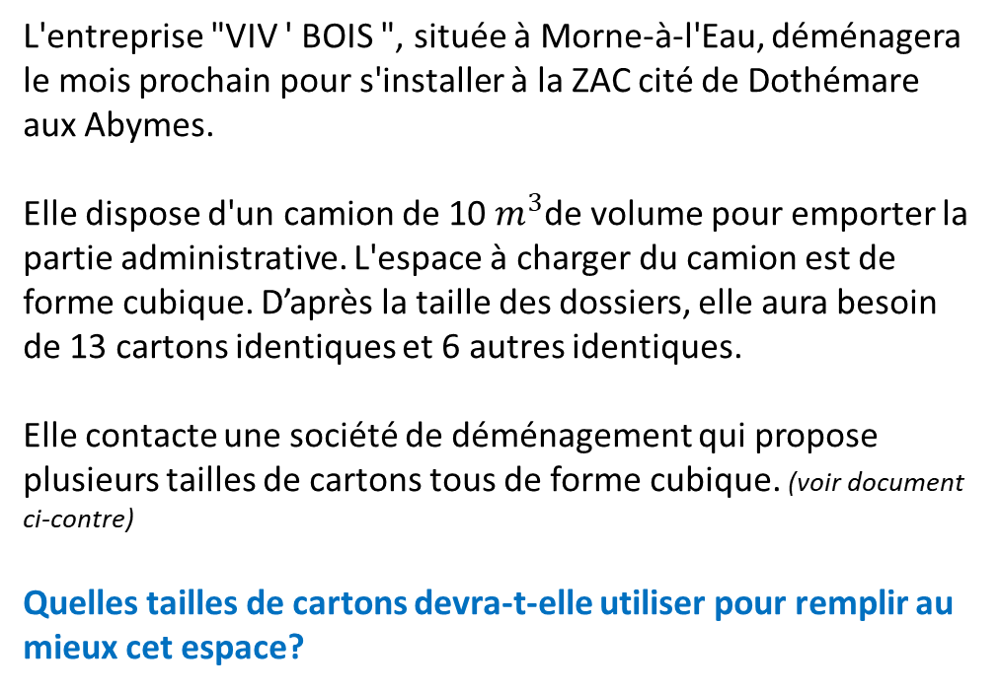 L'entreprise "VIV ' BOIS ", située à Morne-à-l'Eau, déménagera
le mois prochain pour s'installer à la ZAC cité de Dothémare
aux Abymes.
Elle dispose d'un camion de 10 m³ de volume pour emporter la
partie administrative. L'espace à charger du camion est de
forme cubique. D’après la taille des dossiers, elle aura besoin
de 13 cartons identiques et 6 autres identiques.
Elle contacte une société de déménagement qui propose
plusieurs tailles de cartons tous de forme cubique. (voir document
ci-contre)
Quelles tailles de cartons devra-t-elle utiliser pour remplir au
mieux cet espace?